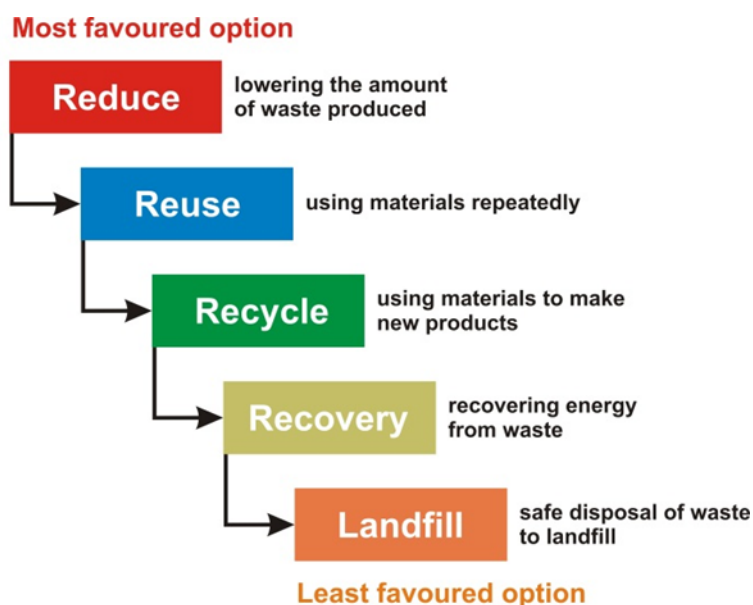 Most favoured option
Reduce
lowering the amount
of waste produced
Reuse
using materials repeatedly
Recycle
using materials to make
new products
Recovery
recovering energy
from waste
Landfill
safe disposal of waste
to landfill
Least favoured option